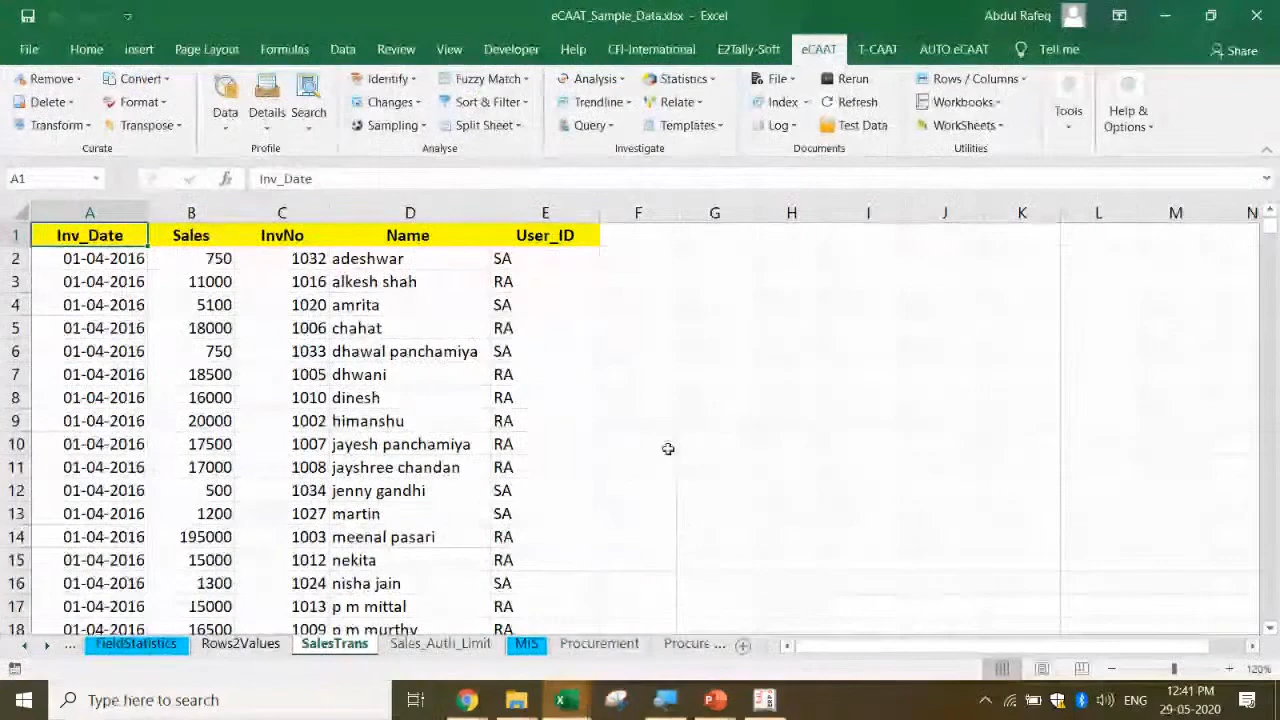 eCAAT_Sample_Data.xlsx - Excel
Abdul Rafeq
File Home Insert Page Layout Formulas Data Review View Developer Help CFI-International EZTally-Soft eCAAT T-CAAT AUTO eCAAT Tell me Share
Remove Convert Identify Fuzzy Match Analysis Statistics File Rerun Rows / Columns
Delete Format Data Details Search Changes Sort & Filter Trendline Relate Index Refresh Workbooks Tools Help &
Transform Transpose Sampling Split Sheet Query Templates Log Test Data WorkSheets Options
Curate Profile Analyse Investigate Documents Utilities
A1 fx Inv_Date
A B C D E F G H I J K L M N
1 Inv_Date Sales InvNo Name User_ID
2 01-04-2016 750 1032 adeshwar SA
3 01-04-2016 11000 1016 alkesh shah RA
4 01-04-2016 5100 1020 amrita SA
5 01-04-2016 18000 1006 chahat RA
6 01-04-2016 750 1033 dhawal panchamiya SA
7 01-04-2016 18500 1005 dhwani RA
8 01-04-2016 16000 1010 dinesh RA
9 01-04-2016 20000 1002 himanshu RA
10 01-04-2016 17500 1007 jayesh panchamiya RA
11 01-04-2016 17000 1008 jayshree chandan RA
12 01-04-2016 500 1034 jenny gandhi SA
13 01-04-2016 1200 1027 martin SA
14 01-04-2016 195000 1003 meenal pasari RA
15 01-04-2016 15000 1012 nekita RA
16 01-04-2016 1300 1024 nisha jain SA
17 01-04-2016 15000 1013 p m mittal RA
18 01-04-2016 16500 1009 p m murthy RA
... FieldStatistics Rows2Values SalesTrans Sales_Auth_Limit MIS Procurement Procure ...
120%
Type here to search
ENG
12:41 PM
29-05-2020